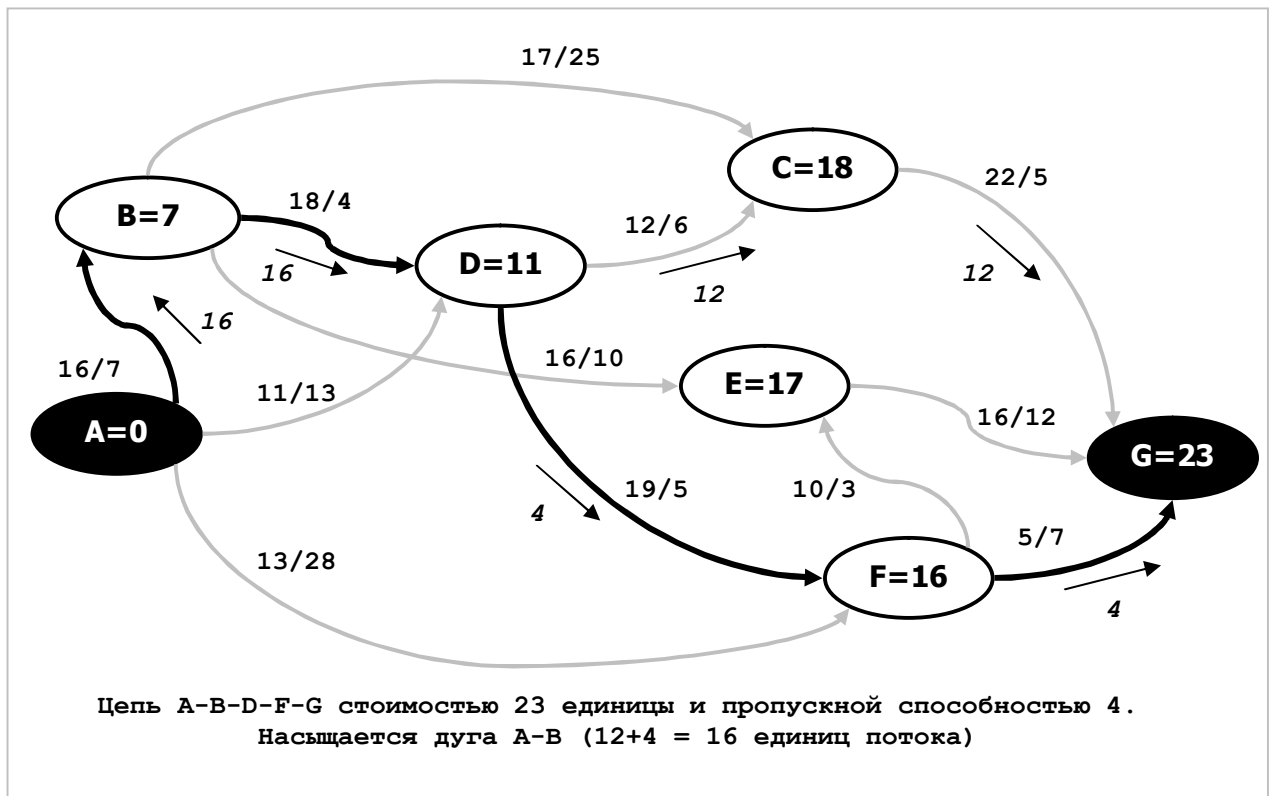 17/25
C=18
22/5
18/4
B=7
12/6
16
D=11
12
12
16
16/7
16/10
E=17
11/13
16/12
A=0
G=23
19/5
10/3
4
5/7
13/28
F=16
4
Цепь A-B-D-F-G стоимостью 23 единицы и пропускной способностью 4.
Насыщается дуга A-B (12+4 = 16 единиц потока)